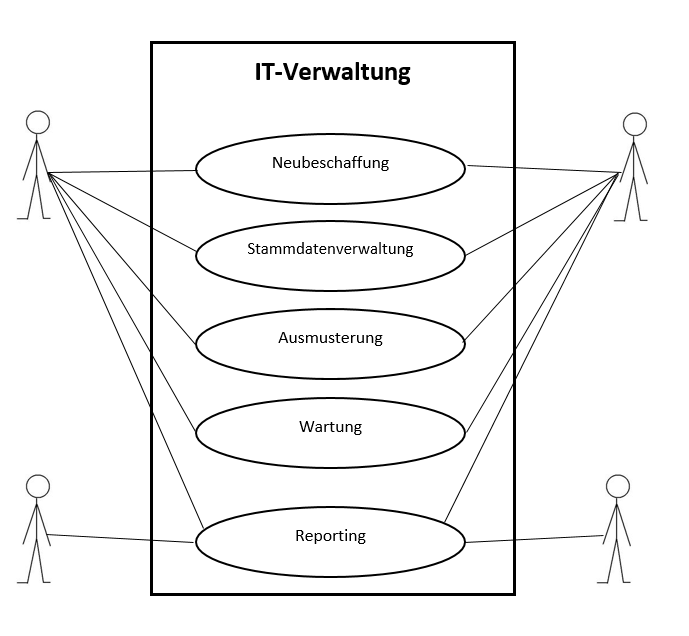 IT-Verwaltung
Neubeschaffung
Stammdatenverwaltung
Ausmusterung
Wartung
Reporting